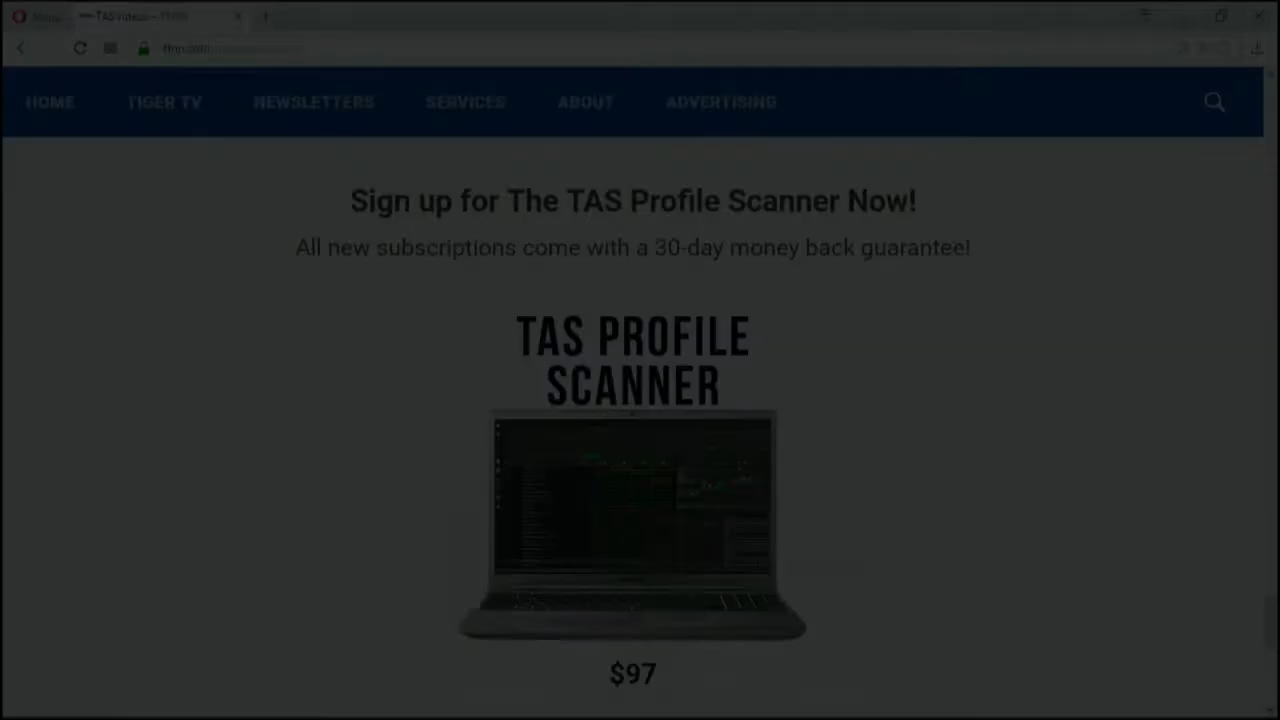 HOME TIGER TV NEWSLETTERS SERVICES ABOUT ADVERTISING
Sign up for The TAS Profile Scanner Now!
All new subscriptions come with a 30-day money back guarantee!
TAS PROFILE
SCANNER
$97